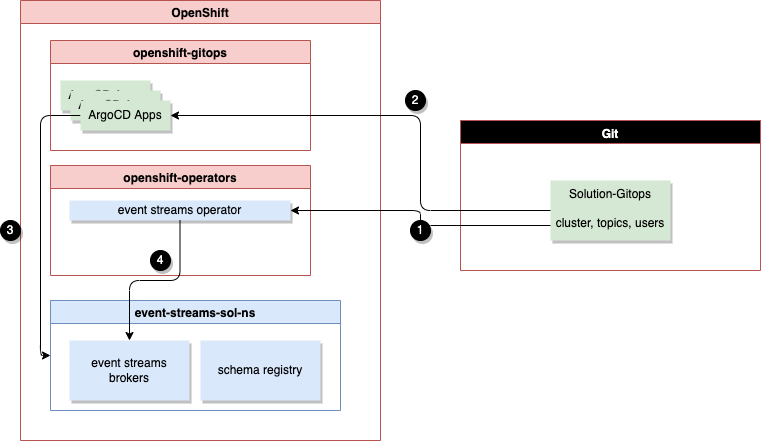 OpenShift
openshift-gitops
ArgoCD Apps
2
Git
openshift-operators
event streams operator
Solution-Gitops
cluster, topics, users
1
3
4
event-streams-sol-ns
event streams
brokers
schema registry